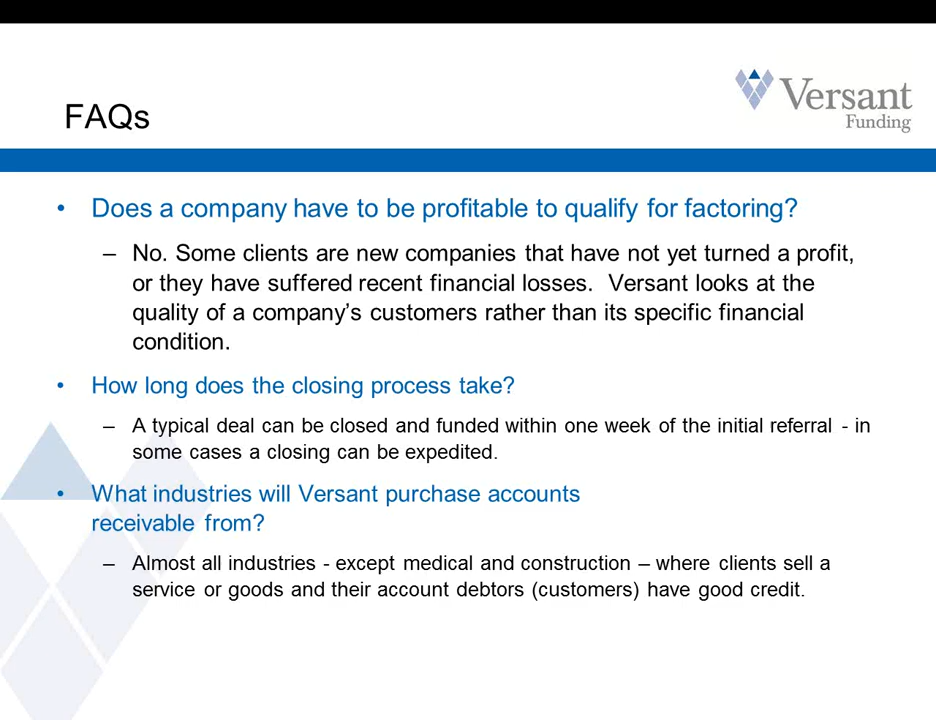 Versant
Funding
FAQs
• Does a company have to be profitable to qualify for factoring?
– No. Some clients are new companies that have not yet turned a profit,
or they have suffered recent financial losses.  Versant looks at the
quality of a company’s customers rather than its specific financial
condition.
• How long does the closing process take?
– A typical deal can be closed and funded within one week of the initial referral - in
some cases a closing can be expedited.
• What industries will Versant purchase accounts
receivable from?
– Almost all industries - except medical and construction – where clients sell a
service or goods and their account debtors (customers) have good credit.